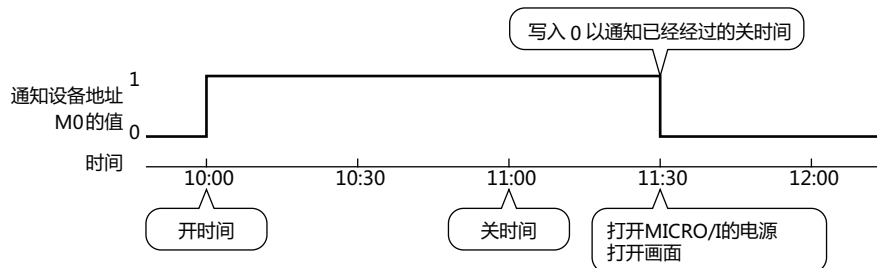 写入 0 以通知已经经过的关时间
通知设备地址
M0的值
1
0
时间
10:00
10:30
11:00
11:30
12:00
开时间
关时间
打开MICRO/I的电源
打开画面